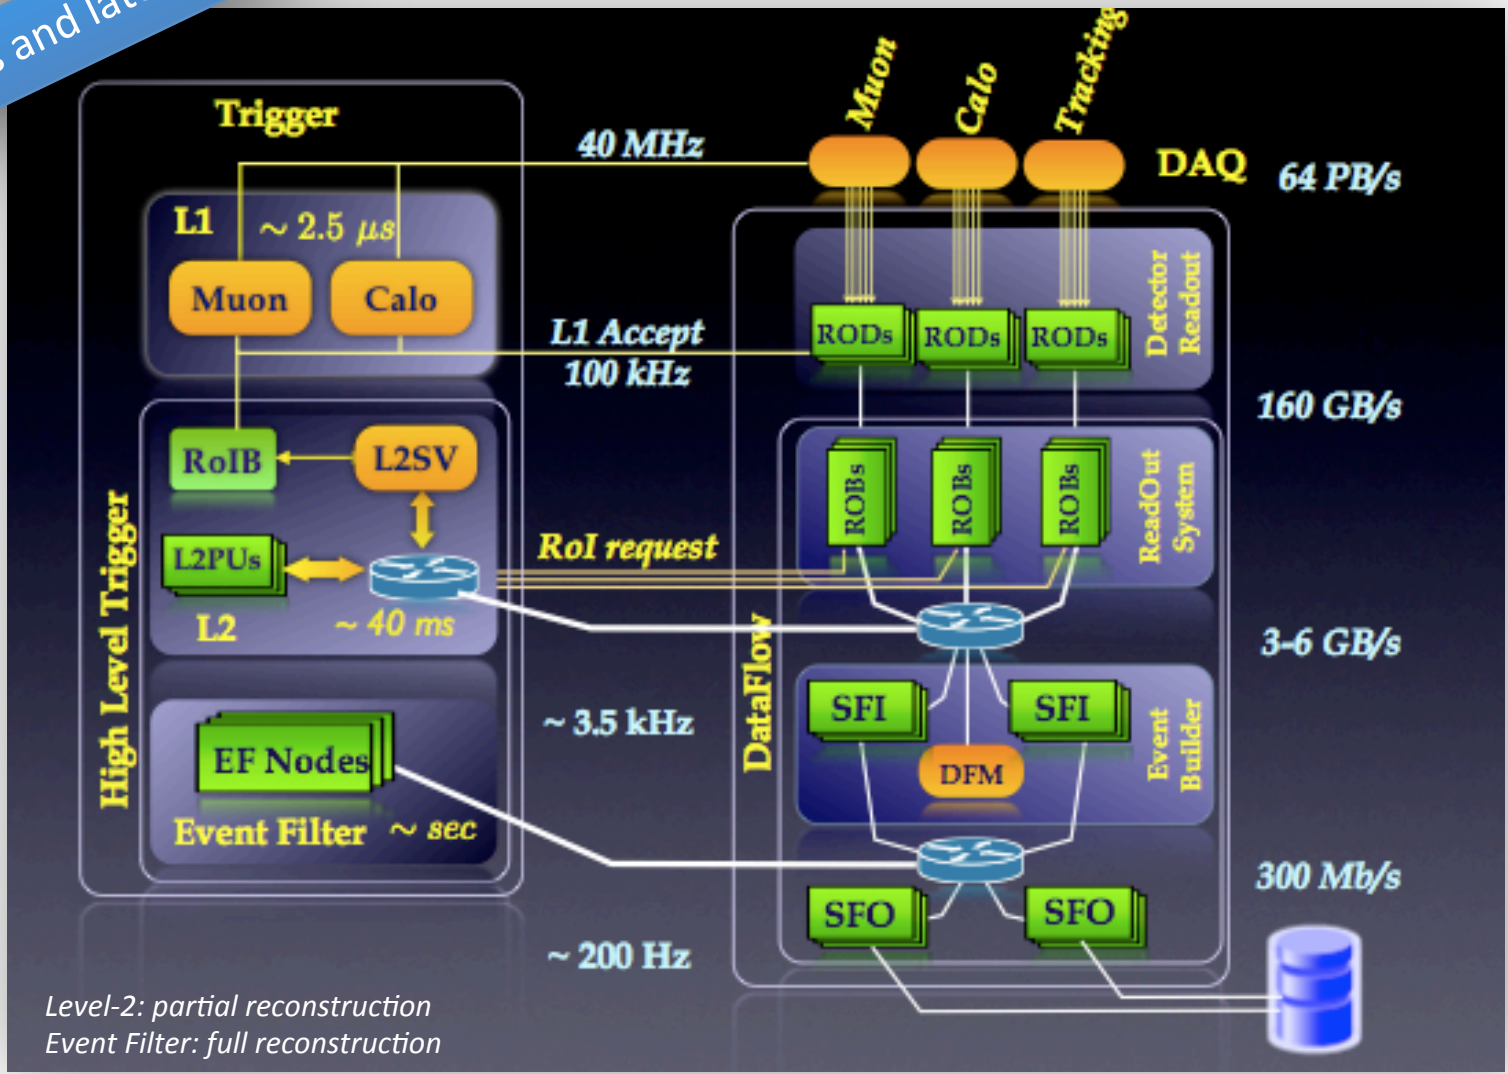 and
Trigger
Muon
Calo
Tracking
40 MHz
DAQ
64 PB/s
L1
~ 2.5 μs
Muon
Calo
L1 Accept
100 kHz
RODs
RODs
RODs
Detector
Readout
160 GB/s
RoIB
L2SV
L2PUs
L2
~ 40 ms
High Level Trigger
RoI request
ROBs
ROBs
ROBs
ReadOut
System
3-6 GB/s
DataFlow
SFI
SFI
DFM
Event
Builder
~ 3.5 kHz
EF Nodes
Event Filter ~ sec
300 Mb/s
SFO
SFO
~ 200 Hz
Level-2: partial reconstruction
Event Filter: full reconstruction